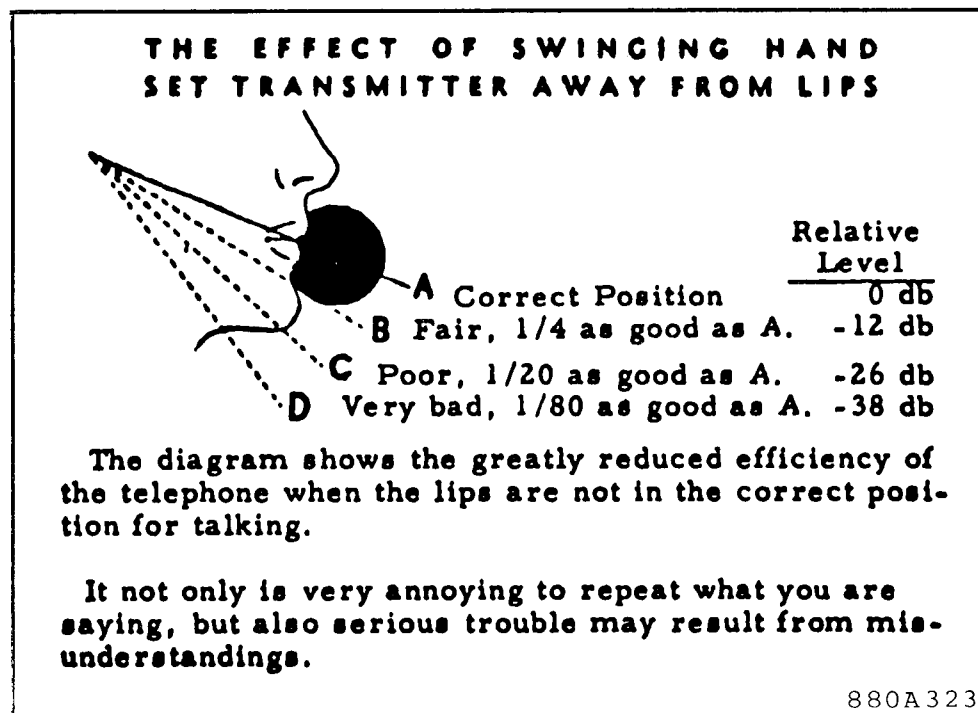 THE EFFECT OF SWINGING HAND
SET TRANSMITTER AWAY FROM LIPS
Relative
Level
A Correct Position 0 db
B Fair, 1/4 as good as A. -12 db
C Poor, 1/20 as good as A. -26 db
D Very bad, 1/80 as good as A. -38 db
The diagram shows the greatly reduced efficiency of
the telephone when the lips are not in the correct posi-
tion for talking.
It not only is very annoying to repeat what you are
saying, but also serious trouble may result from mis-
understandings.
880A323